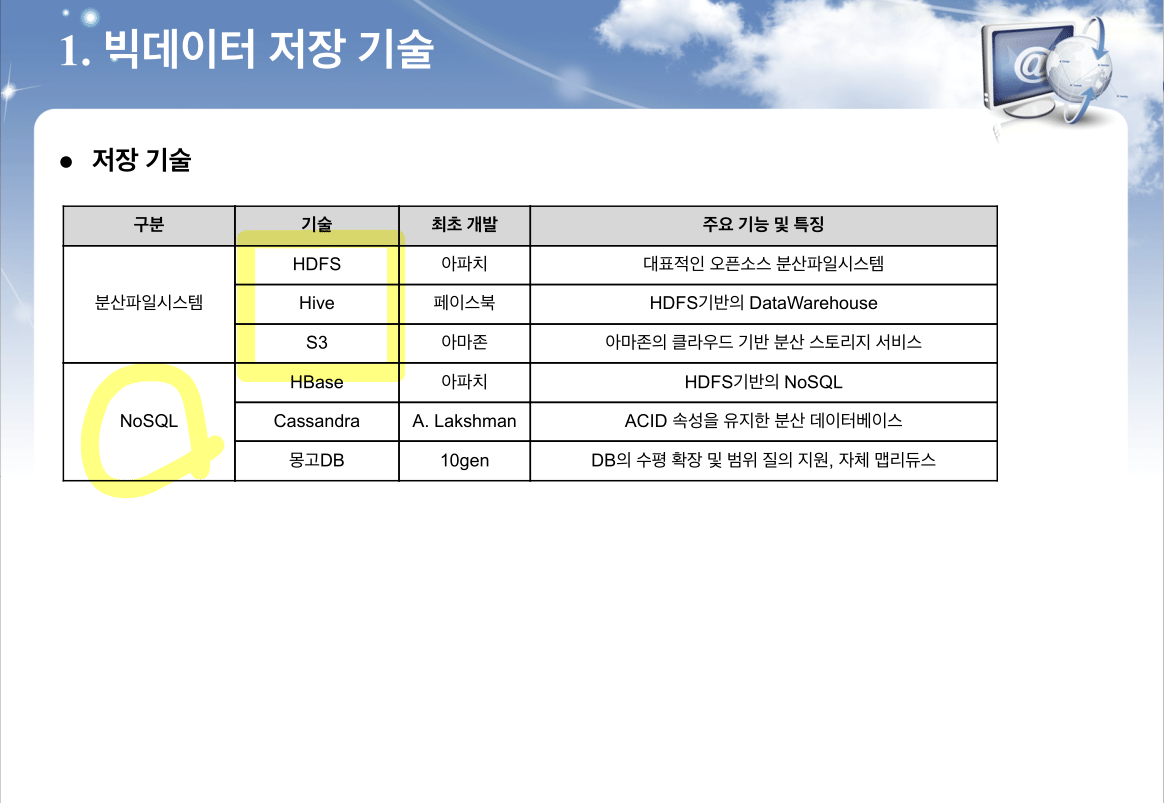 1. 빅데이터 저장 기술
@
● 저장 기술
구분 기술 최초 개발 주요 기능 및 특징
분산파일시스템 HDFS 아파치 대표적인 오픈소스 분산파일시스템
Hive 페이스북 HDFS기반의 DataWarehouse
S3 아마존 아마존의 클라우드 기반 분산 스토리지 서비스
NoSQL HBase 아파치 HDFS기반의 NoSQL
Cassandra A. Lakshman ACID 속성을 유지한 분산 데이터베이스
몽고DB 10gen DB의 수평 확장 및 범위 질의 지원, 자체 맵리듀스